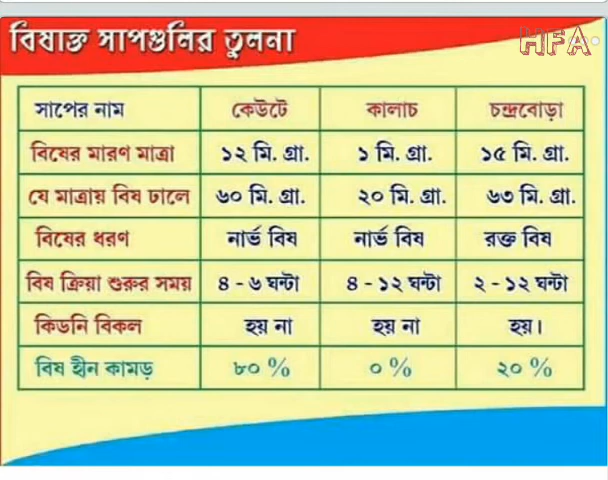 বিষাক্ত সাপগুলির তুলনা
HFA
সাপের নাম কেউটে কালাচ চন্দ্রবোড়া
বিষের মারণ মাত্রা ১২ মি. গ্রা. ১ মি. গ্রা. ১৫ মি. গ্রা.
যে মাত্রায় বিষ ঢালে ৬০ মি. গ্রা. ২০ মি. গ্রা. ৬৩ মি. গ্রা.
বিষের ধরণ নার্ভ বিষ নার্ভ বিষ রক্ত বিষ
বিষ ক্রিয়া শুরুর সময় ৪ - ৬ ঘন্টা ৪ - ১২ ঘন্টা ২ - ১২ ঘন্টা
কিডনি বিকল হয় না হয় না হয়।
বিষ হীন কামড় ৮০ % ০ % ২০ %